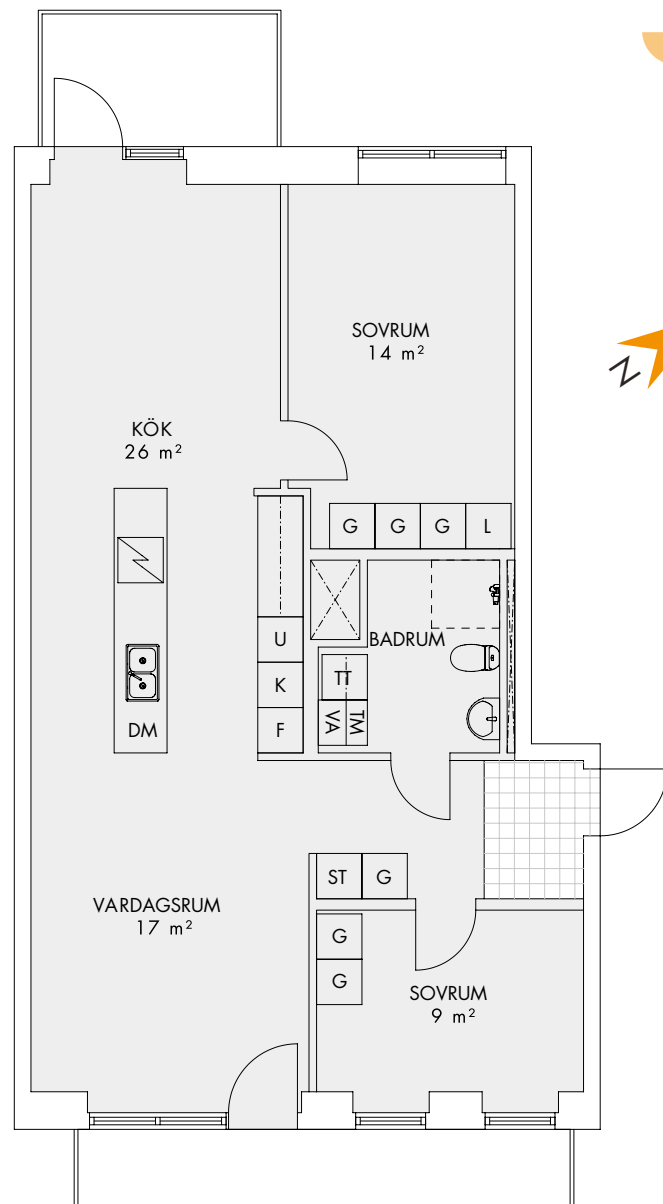 SOVRUM
14 m²
N
KÖK
26 m²
G G G L
U
BADRUM
K
TT
F
VA TM
DM
ST G
VARDAGSRUM
17 m²
G
G
SOVRUM
9 m²